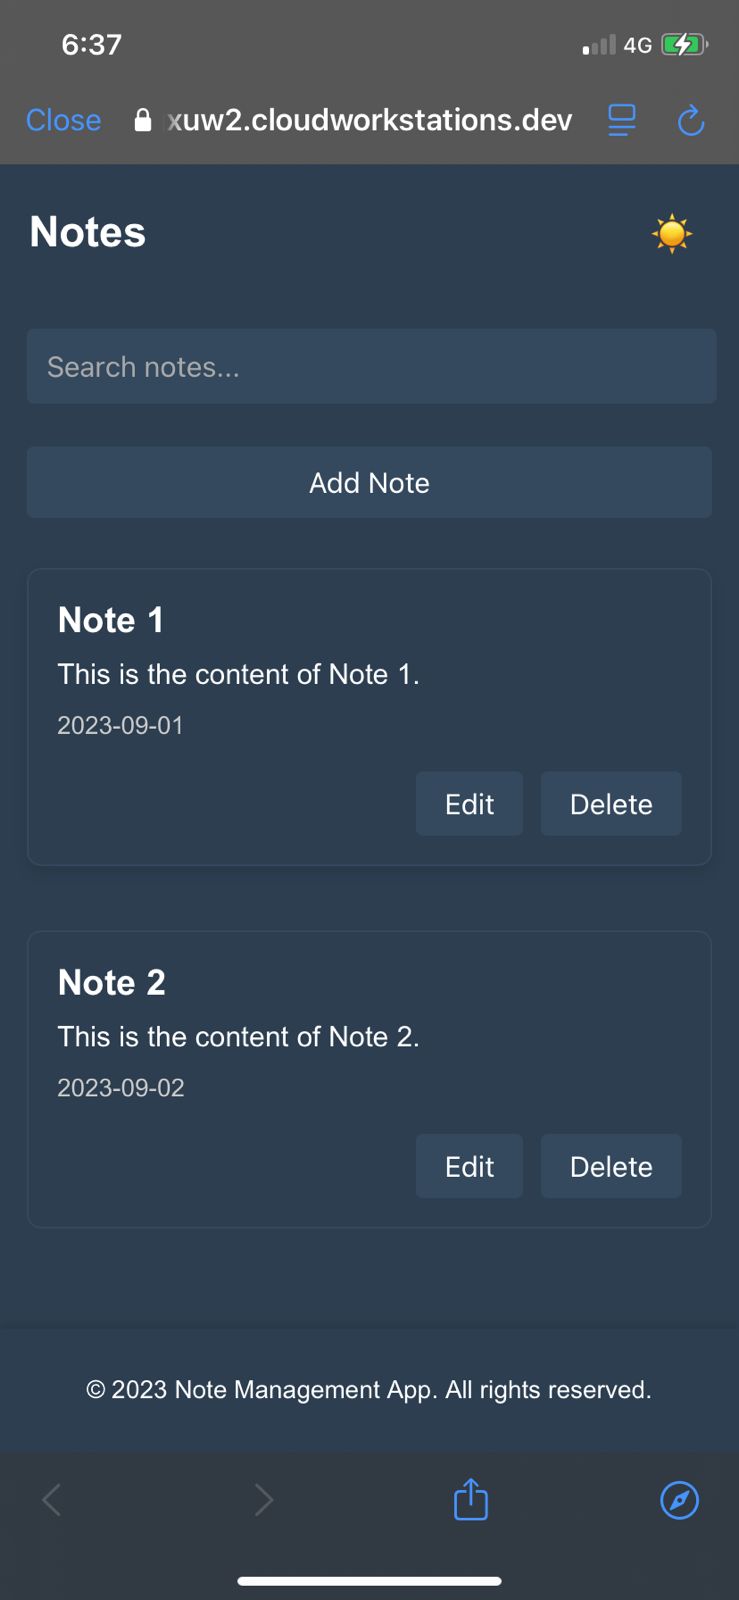 6:37
4G
Close
xuw2.cloudworkstations.dev
Notes
Search notes...
Add Note
Note 1
This is the content of Note 1.
2023-09-01
Edit
Delete
Note 2
This is the content of Note 2.
2023-09-02
Edit
Delete
© 2023 Note Management App. All rights reserved.